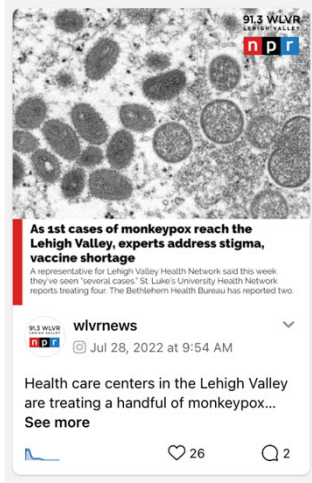 91.3 WLVR
LEHIGH VALLEY
npr
As 1st cases of monkeypox reach the
Lehigh Valley, experts address stigma,
vaccine shortage
A representative for Lehigh Valley Health Network said this week
they've seen "several cases." St. Luke's University Health Network
reports treating four. The Bethlehem Health Bureau has reported two.
91.3 WLVR
LEHIGH VALLEY
npr
wlvrnews
Jul 28, 2022 at 9:54 AM
Health care centers in the Lehigh Valley
are treating a handful of monkeypox...
See more
26
2